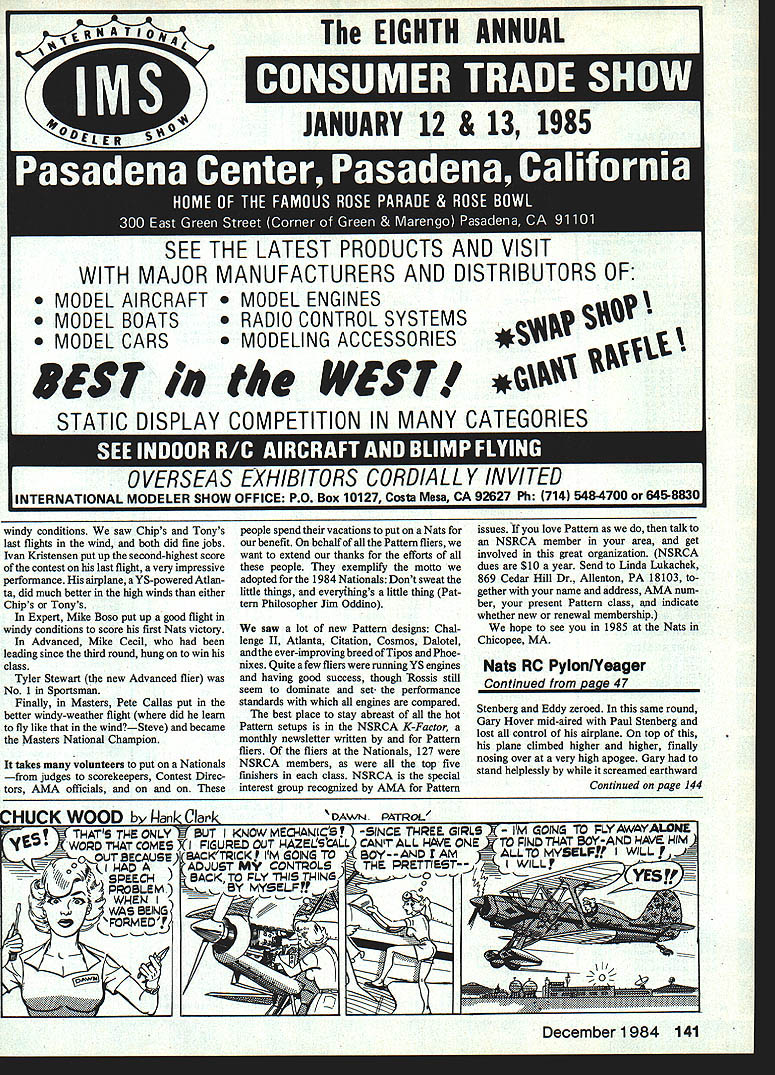 INTERNATIONAL
IMS
MODELER SHOW
The EIGHTH ANNUAL
CONSUMER TRADE SHOW
JANUARY 12 & 13, 1985
Pasadena Center, Pasadena, California
HOME OF THE FAMOUS ROSE PARADE & ROSE BOWL
300 East Green Street (Corner of Green & Marengo) Pasadena, CA 91101
SEE THE LATEST PRODUCTS AND VISIT
WITH MAJOR MANUFACTURERS AND DISTRIBUTORS OF:
• MODEL AIRCRAFT • MODEL ENGINES
• MODEL BOATS • RADIO CONTROL SYSTEMS
• MODEL CARS • MODELING ACCESSORIES
*SWAP SHOP!
*GIANT RAFFLE!
BEST in the WEST!
STATIC DISPLAY COMPETITION IN MANY CATEGORIES
SEE INDOOR R/C AIRCRAFT AND BLIMP FLYING
OVERSEAS EXHIBITORS CORDIALLY INVITED
INTERNATIONAL MODELER SHOW OFFICE: P.O. Box 10127, Costa Mesa, CA 92627 Ph: (714) 548-4700 or 645-8830
windy conditions. We saw Chip's and Tony's
last flights in the wind, and both did fine jobs.
Ivan Kristensen put up the second-highest score
of the contest on his last flight, a very impressive
performance. His airplane, a YS-powered Atlan-
ta, did much better in the high winds than either
Chip's or Tony's.
In Expert, Mike Boso put up a good flight in
windy conditions to score his first Nats victory.
In Advanced, Mike Cecil, who had been
leading since the third round, hung on to win his
class.
Tyler Stewart (the new Advanced flier) was
No. 1 in Sportsman.
Finally, in Masters, Pete Callas put in the
better windy-weather flight (where did he learn
to fly like that in the wind?—Steve) and became
the Masters National Champion.
It takes many volunteers to put on a Nationals
—from judges to scorekeepers, Contest Direc-
tors, AMA officials, and on and on. These
people spend their vacations to put on a Nats for
our benefit. On behalf of all the Pattern fliers, we
want to extend our thanks for the efforts of all
these people. They exemplify the motto we
adopted for the 1984 Nationals: Don't sweat the
little things, and everything's a little thing (Pat-
tern Philosopher Jim Oddino).
We saw a lot of new Pattern designs: Chal-
lenge II, Atlanta, Citation, Cosmos, Dalotel,
and the ever-improving breed of Tipos and Phoe-
nixes. Quite a few fliers were running YS engines
and having good success, though Rossis still
seem to dominate and set the performance
standards with which all engines are compared.
The best place to stay abreast of all the hot
Pattern setups is in the NSRCA K-Factor, a
monthly newsletter written by and for Pattern
fliers. Of the fliers at the Nationals, 127 were
NSRCA members, as were all the top five
finishers in each class. NSRCA is the special
interest group recognized by AMA for Pattern
issues. If you love Pattern as we do, then talk to
an NSRCA member in your area, and get
involved in this great organization. (NSRCA
dues are $10 a year. Send to Linda Lukachek,
869 Cedar Hill Dr., Allenton, PA 18103, to-
gether with your name and address, AMA num-
ber, your present Pattern class, and indicate
whether new or renewal membership.)
We hope to see you in 1985 at the Nats in
Chicopee, MA.
Nats RC Pylon/Yeager
Continued from page 47
Stenberg and Eddy zeroed. In this same round,
Gary Hover mid-aired with Paul Stenberg and
lost all control of his airplane. On top of this,
his plane climbed higher and higher, finally
nosing over at a very high apogee. Gary had to
stand helplessly by while it screamed earthward
Continued on page 144
CHUCK WOOD by Hank Clark
'DAWN PATROL'
YES!
THAT'S THE ONLY
WORD THAT COMES
OUT BECAUSE
I HAD A
SPEECH
PROBLEM
WHEN I
WAS BEING
'FORMED'!
DAWN
BUT I KNOW MECHANIC'S!
I FIGURED OUT HAZEL'S 'CALL
BACK' TRICK! I'M GOING TO
ADJUST MY CONTROLS
BACK, TO FLY THIS THING
BY MYSELF!!
-SINCE THREE GIRLS
CAN'T ALL HAVE ONE
BOY--AND I AM
THE PRETTIEST--
- I'M GOING TO FLY AWAY ALONE
TO FIND THAT BOY-AND HAVE HIM
ALL TO MYSELF!! I WILL!
I WILL!
YES!!
December 1984 141